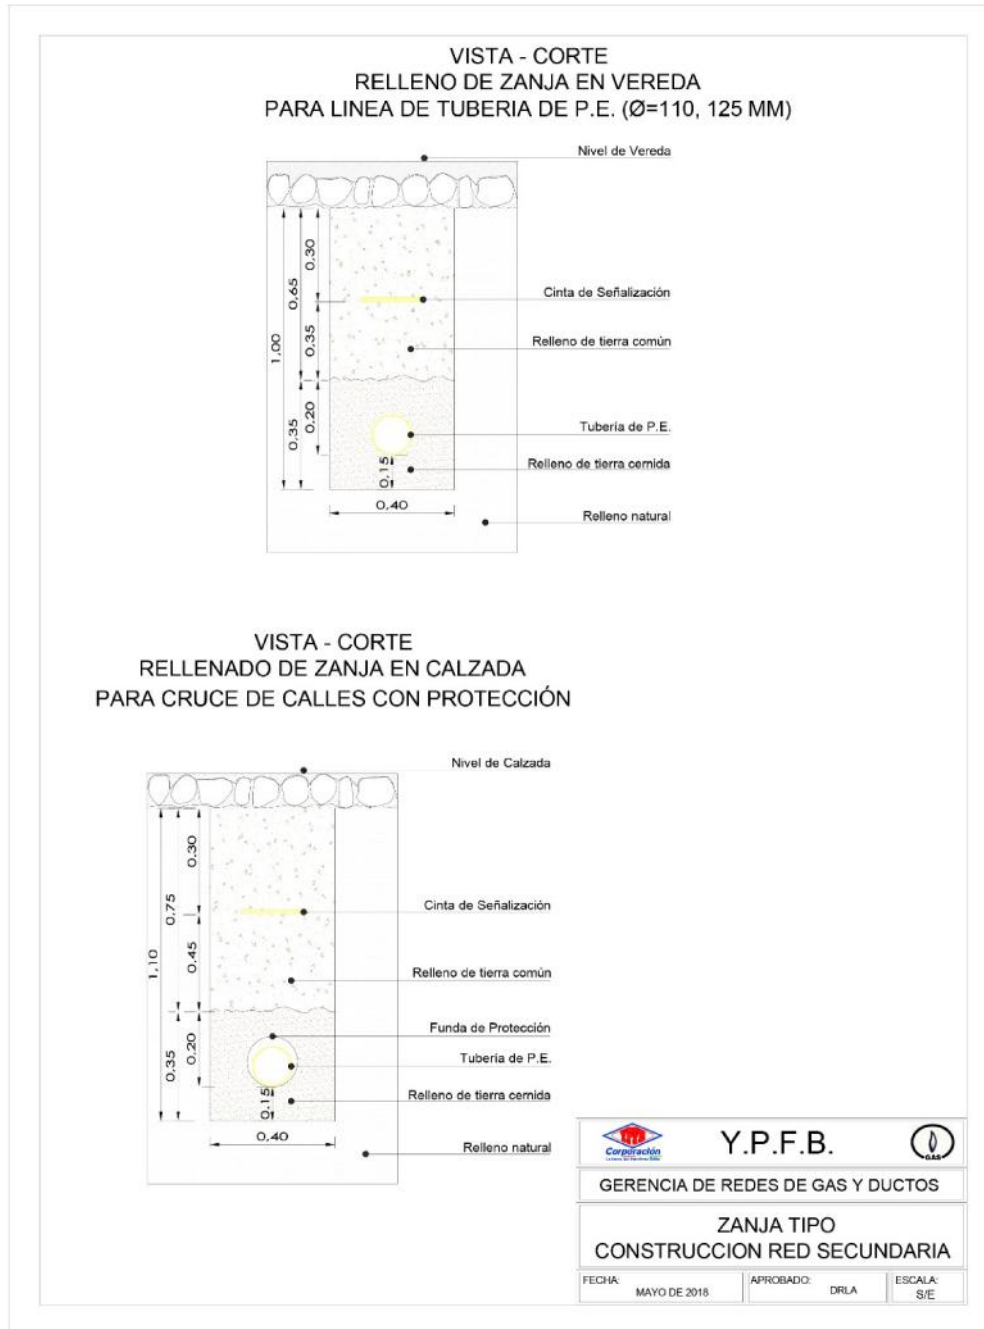 VISTA - CORTE
RELLENO DE ZANJA EN VEREDA
PARA LINEA DE TUBERIA DE P.E. (Ø=110, 125 MM)
Nivel de Vereda
0,30
0,65
Cinta de Señalización
0,35
1,00
Relleno de tierra común
0,20
0,35
Tubería de P.E.
0,15
Relleno de tierra cernida
0,40
Relleno natural
VISTA - CORTE
RELLENADO DE ZANJA EN CALZADA
PARA CRUCE DE CALLES CON PROTECCIÓN
Nivel de Calzada
0,30
0,75
Cinta de Señalización
0,45
1,10
Relleno de tierra común
Funda de Protección
0,20
0,35
Tubería de P.E.
0,15
Relleno de tierra cernida
0,40
Relleno natural
Corporación
Y.P.F.B.
GAS
GERENCIA DE REDES DE GAS Y DUCTOS
ZANJA TIPO
CONSTRUCCION RED SECUNDARIA
FECHA:
MAYO DE 2018
APROBADO:
DRLA
ESCALA:
S/E